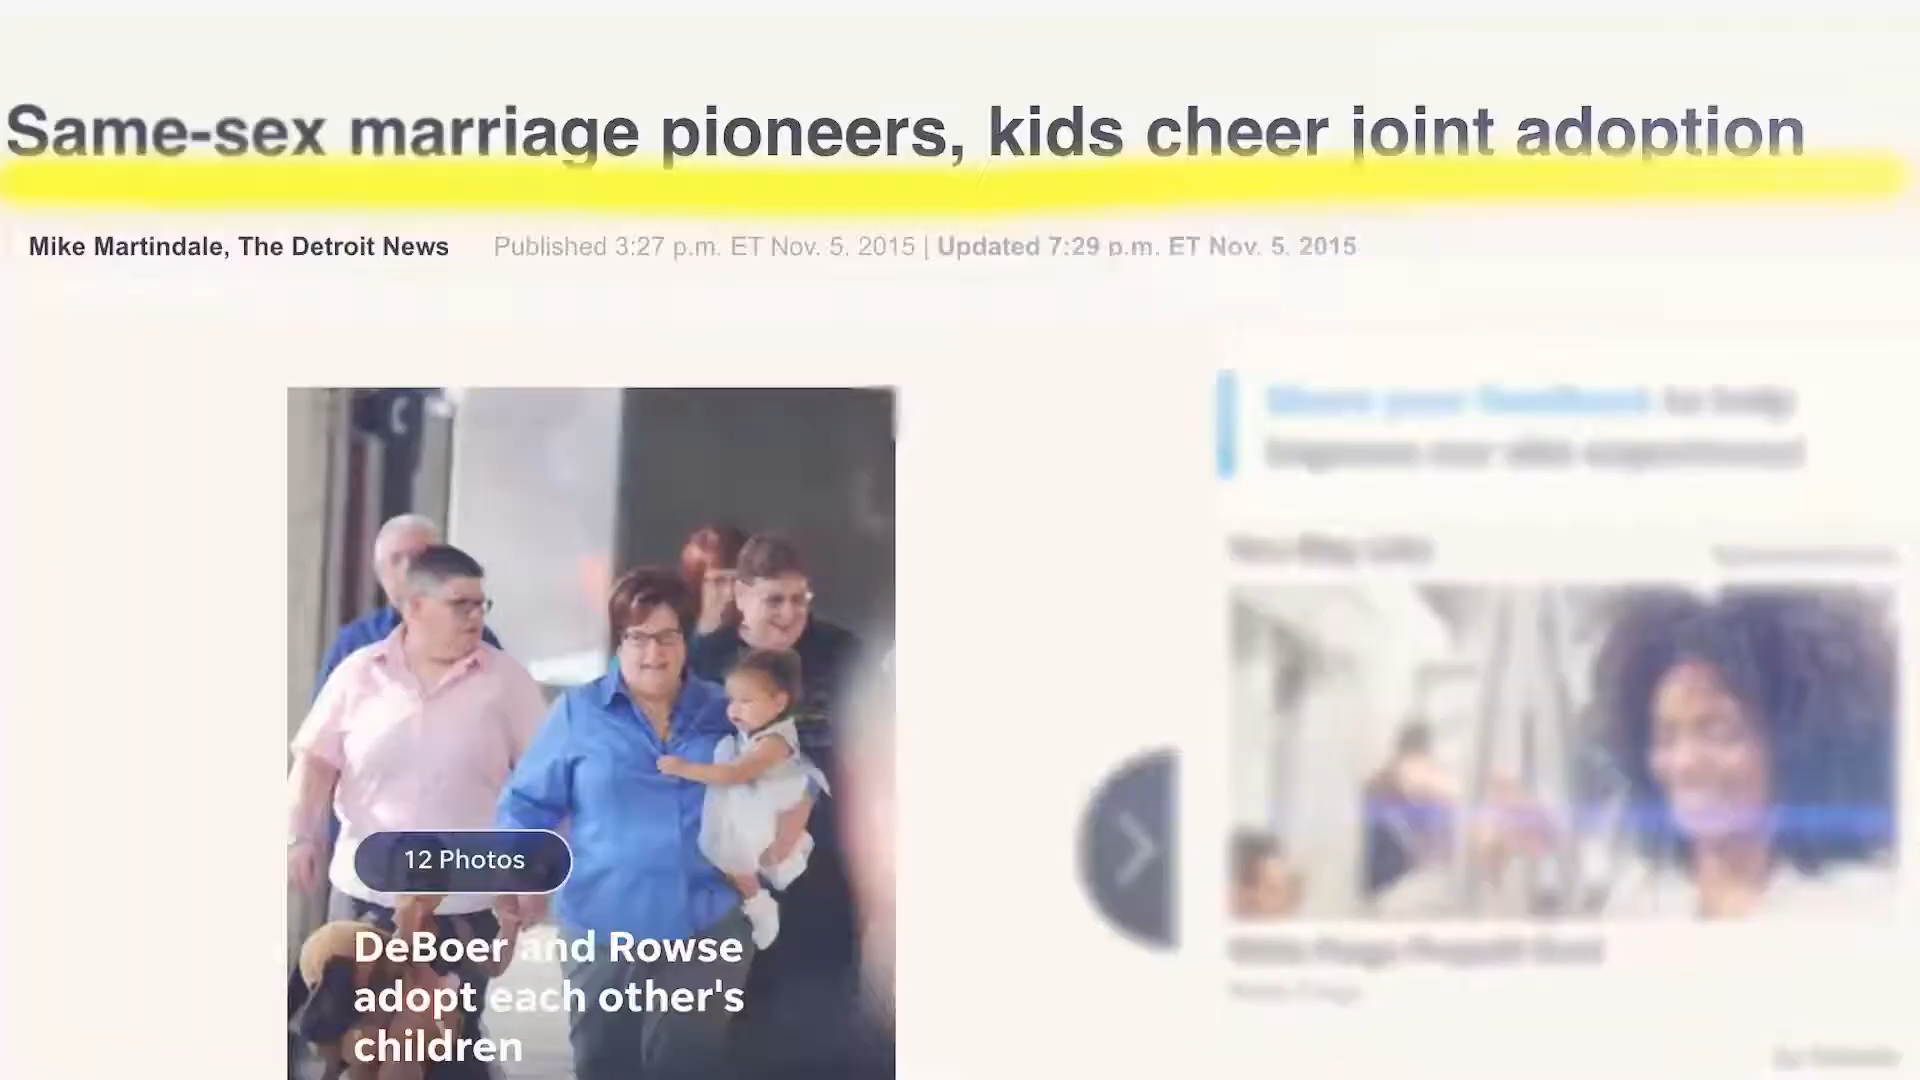 Same-sex marriage pioneers, kids cheer joint adoption
Mike Martindale, The Detroit News Published 3:27 p.m. ET Nov. 5, 2015 | Updated 7:29 p.m. ET Nov. 5, 2015
12 Photos
DeBoer and Rowse
adopt each other's
children